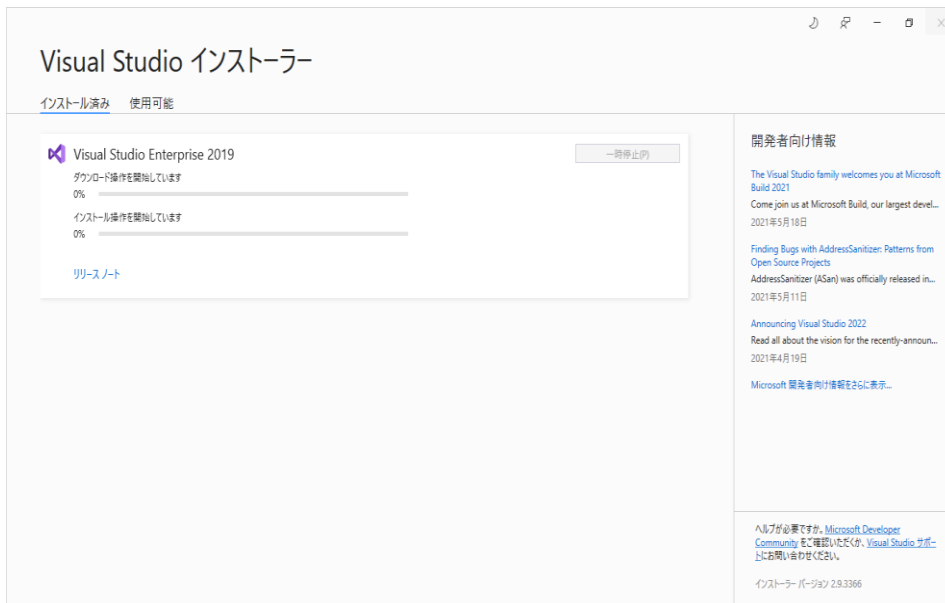 Visual Studio インストーラー
インストール済み 使用可能
Visual Studio Enterprise 2019
一時停止(P)
ダウンロード操作を開始しています
0%
インストール操作を開始しています
0%
リリース ノート
開発者向け情報
The Visual Studio family welcomes you at Microsoft
Build 2021
Come join us at Microsoft Build, our largest devel...
2021年5月18日
Finding Bugs with AddressSanitizer: Patterns from
Open Source Projects
AddressSanitizer (ASan) was officially released in...
2021年5月11日
Announcing Visual Studio 2022
Read all about the vision for the recently-announ...
2021年4月19日
Microsoft 開発者向け情報をさらに表示...
ヘルプが必要ですか。Microsoft Developer
Community をご確認いただくか、Visual Studio サポー
トにお問い合わせください。
インストーラー バージョン 2.9.3366